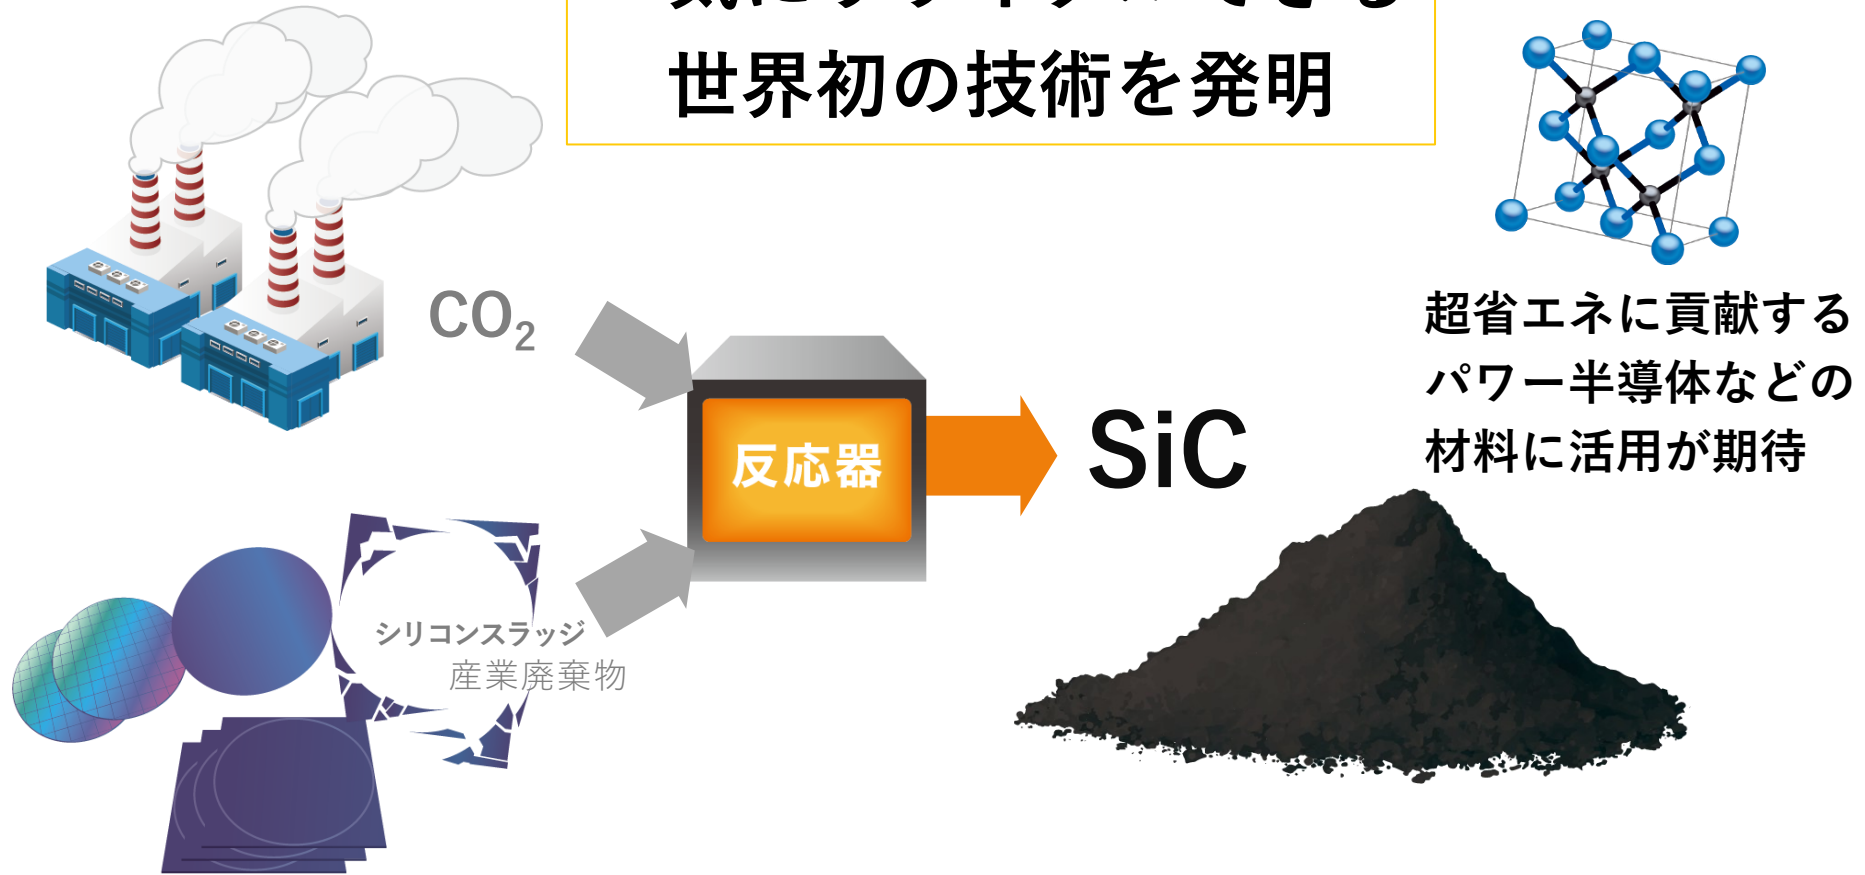 世界初の技術を発明
CO₂
反応器
SiC
超省エネに貢献する
パワー半導体などの
材料に活用が期待
シリコンスラッジ
産業廃棄物